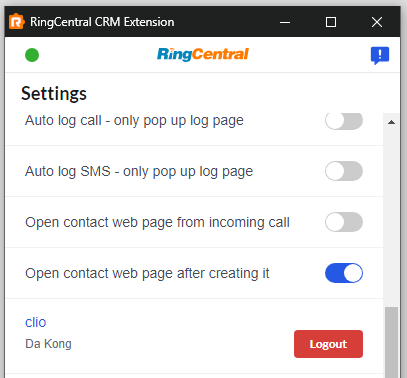 RingCentral CRM Extension
RingCentral
Settings
Auto log call - only pop up log page
Auto log SMS - only pop up log page
Open contact web page from incoming call
Open contact web page after creating it
clio
Da Kong
Logout